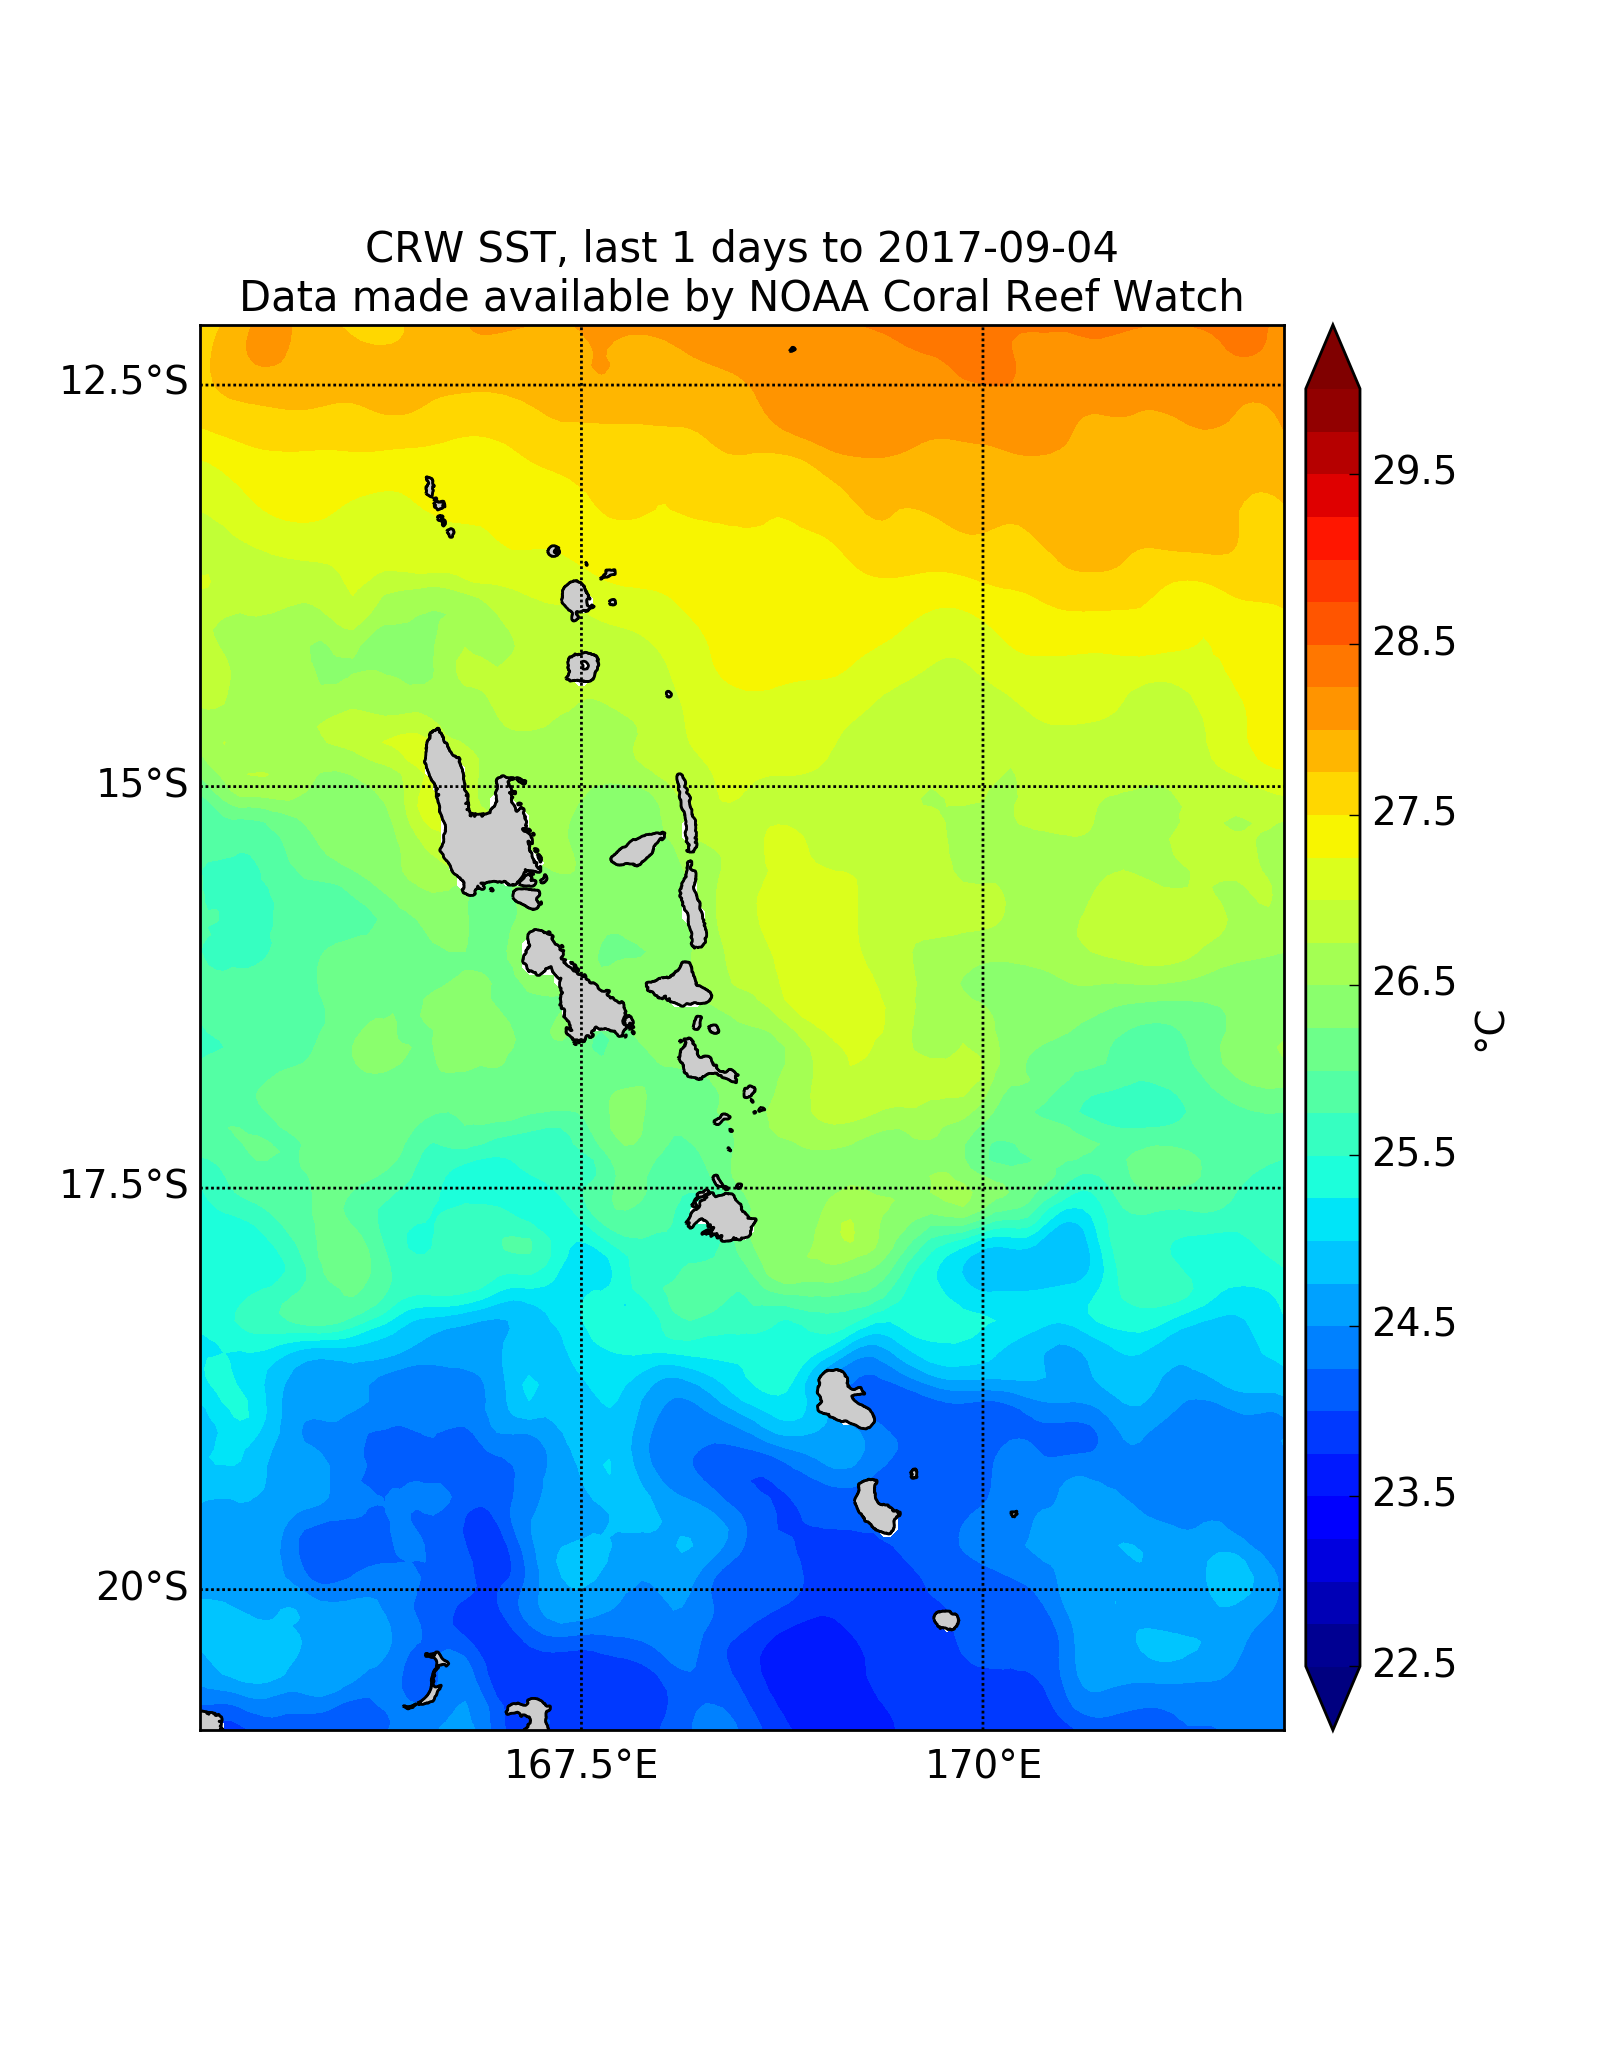 CRW SST, last 1 days to 2017-09-04
Data made available by NOAA Coral Reef Watch
12.5°S
15°S
17.5°S
20°S
167.5°E
170°E
29.5
28.5
27.5
26.5
25.5
24.5
23.5
22.5
°C